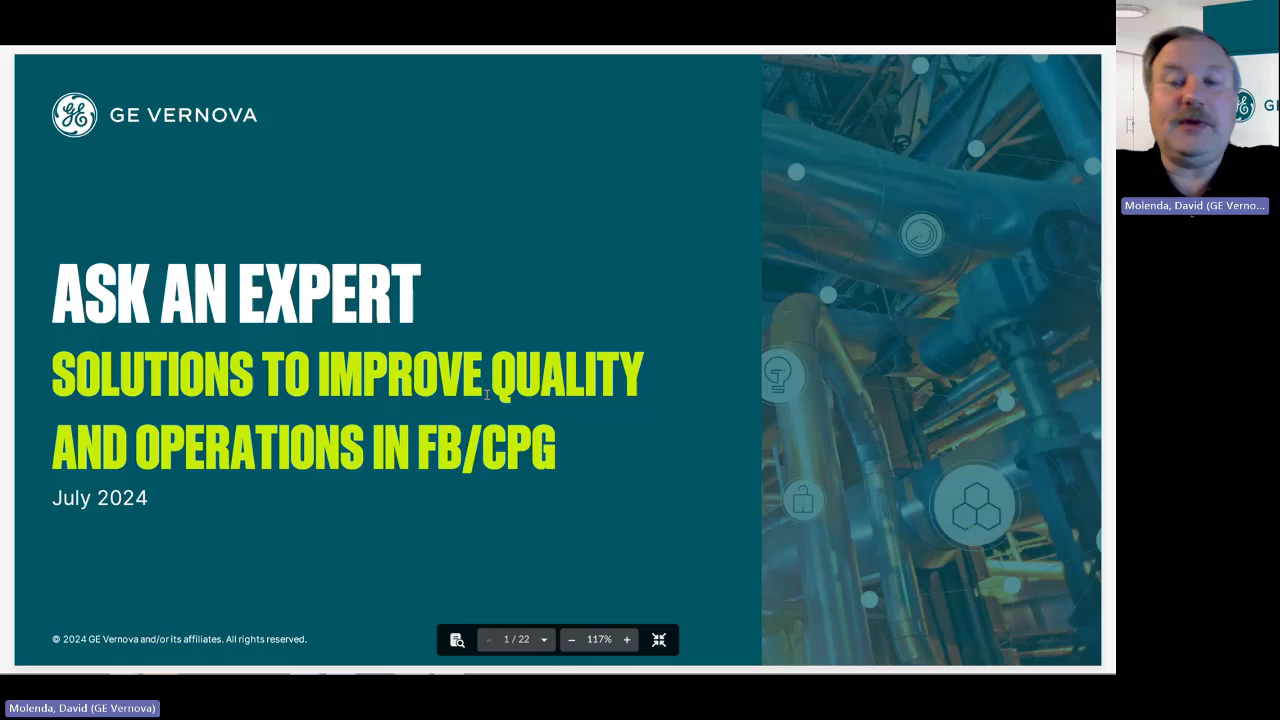 GE VERNOVA
ASK AN EXPERT
SOLUTIONS TO IMPROVE QUALITY
AND OPERATIONS IN FB/CPG
July 2024
© 2024 GE Vernova and/or its affiliates. All rights reserved.
1 / 22
117%
Molenda, David (GE Verno...
Molenda, David (GE Vernova)